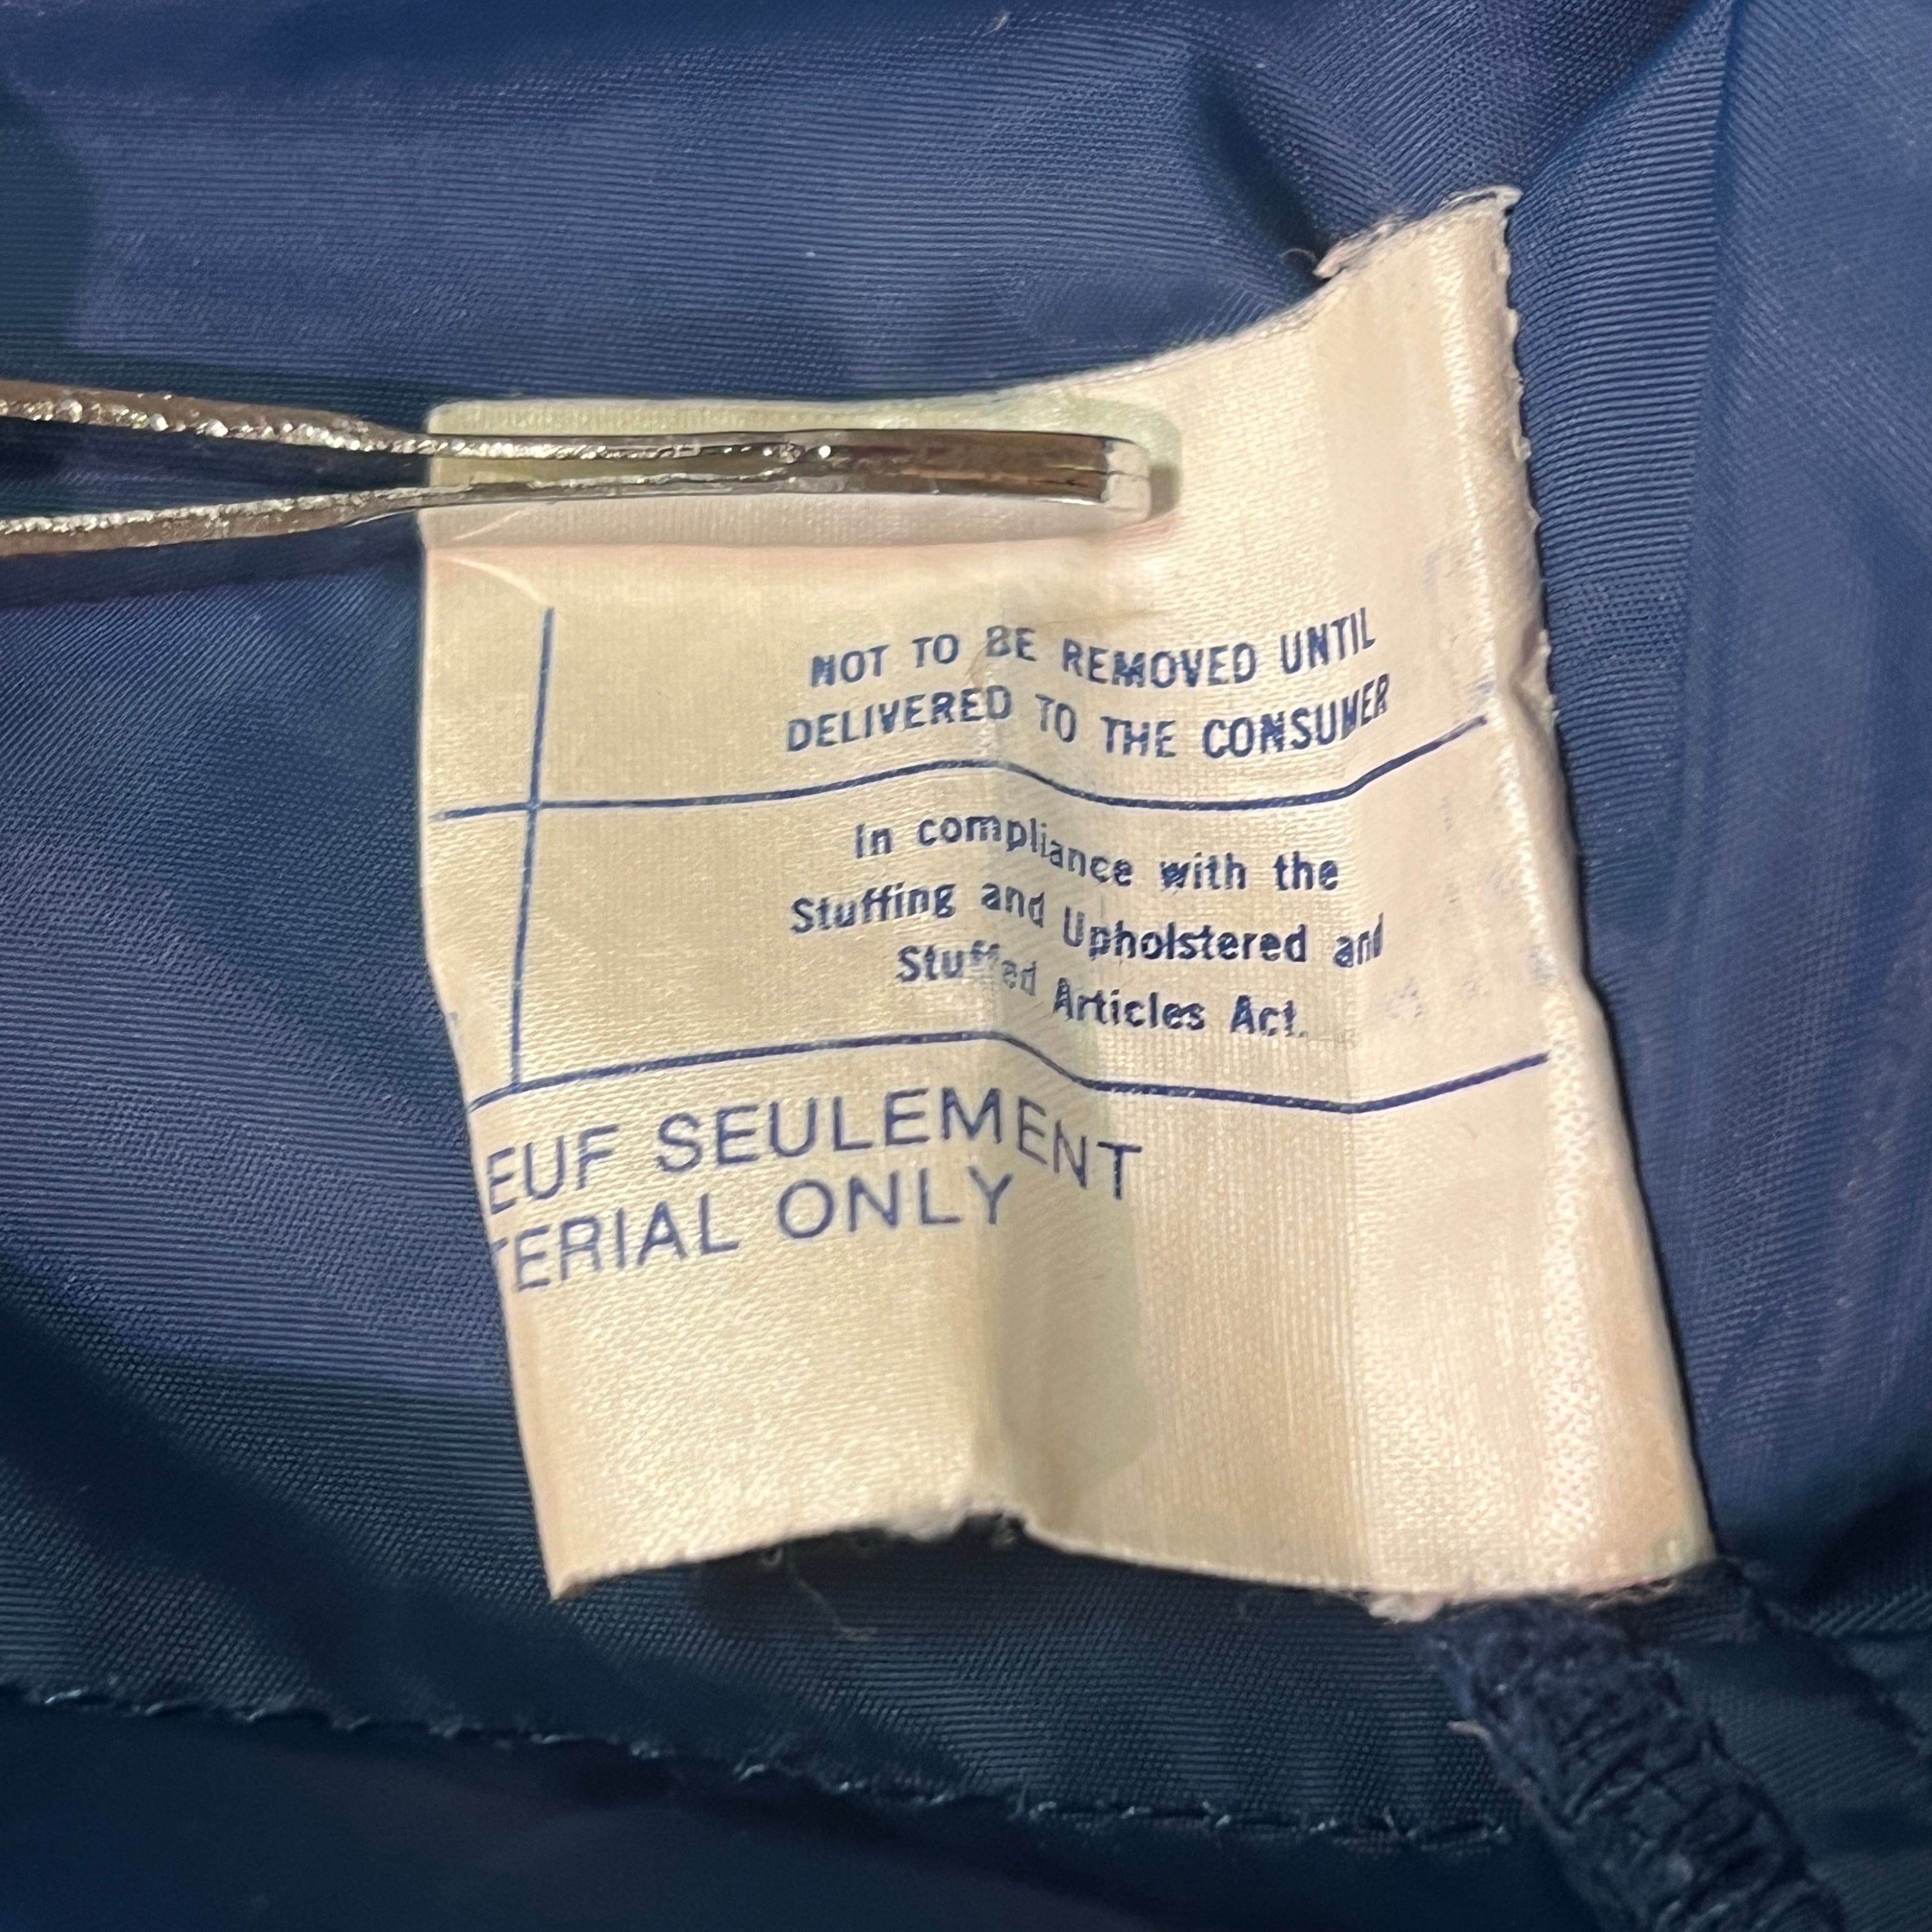 NOT TO BE REMOVED UNTIL
DELIVERED TO THE CONSUMER
In compliance with the
Stuffing and Upholstered and
Stuffed Articles Act.
EUF SEULEMENT
TERIAL ONLY